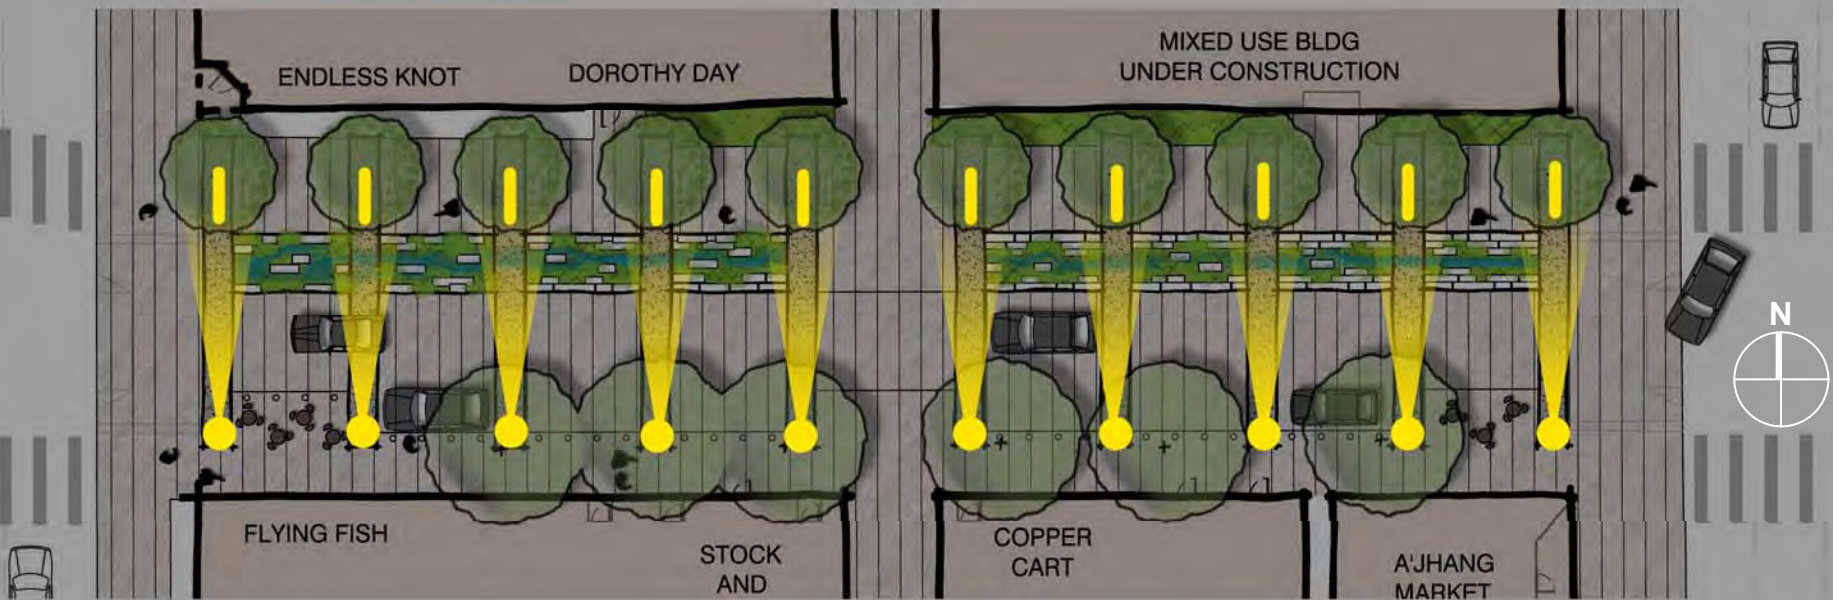 ENDLESS KNOT
DOROTHY DAY
MIXED USE BLDG
UNDER CONSTRUCTION
N
FLYING FISH
STOCK
AND
COPPER
CART
A'JHANG
MARKET